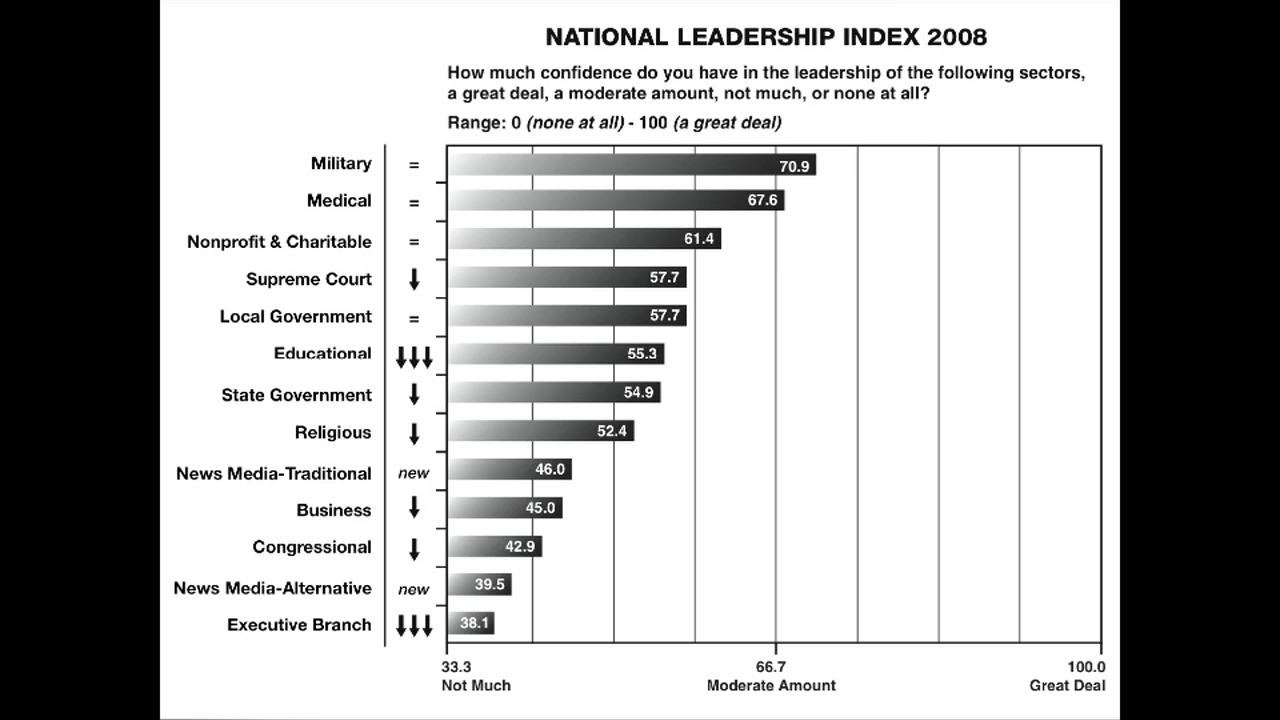 NATIONAL LEADERSHIP INDEX 2008
How much confidence do you have in the leadership of the following sectors,
a great deal, a moderate amount, not much, or none at all?
Range: 0 (none at all) - 100 (a great deal)
Military = 70.9
Medical = 67.6
Nonprofit & Charitable = 61.4
Supreme Court ↓ 57.7
Local Government = 57.7
Educational ↓↓↓ 55.3
State Government ↓ 54.9
Religious ↓ 52.4
News Media-Traditional new 46.0
Business ↓ 45.0
Congressional ↓ 42.9
News Media-Alternative new 39.5
Executive Branch ↓↓↓ 38.1
33.3 66.7 100.0
Not Much Moderate Amount Great Deal